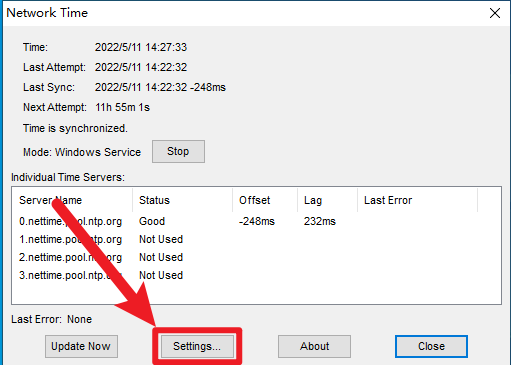 Network Time
Time: 2022/5/11 14:27:33
Last Attempt: 2022/5/11 14:22:32
Last Sync: 2022/5/11 14:22:32 -248ms
Next Attempt: 11h 55m 1s
Time is synchronized.
Mode: Windows Service Stop
Individual Time Servers:
Server Name Status Offset Lag Last Error
0.nettime.pool.ntp.org Good -248ms 232ms
1.nettime.pool.ntp.org Not Used
2.nettime.pool.ntp.org Not Used
3.nettime.pool.ntp.org Not Used
Last Error: None
Update Now Settings... About Close